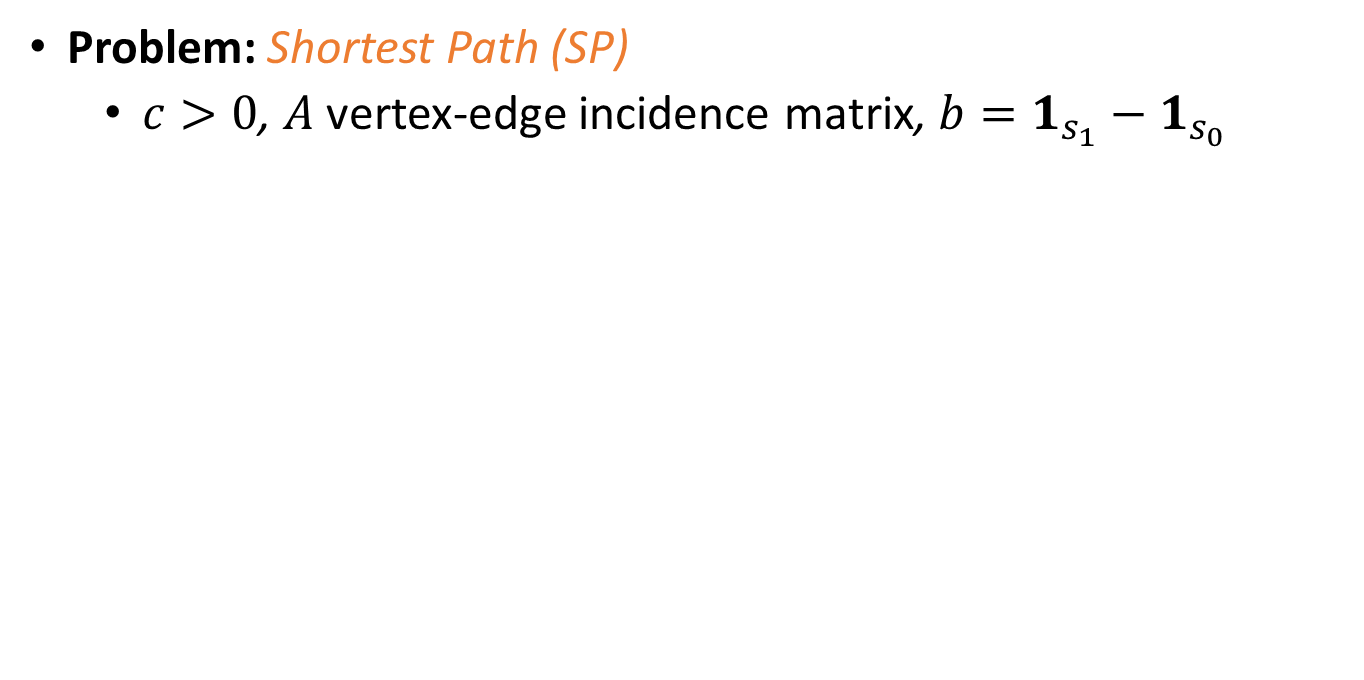 • Problem: Shortest Path (SP)
• c > 0, A vertex-edge incidence matrix, b = 𝟏_{s_1} − 𝟏_{s_0}